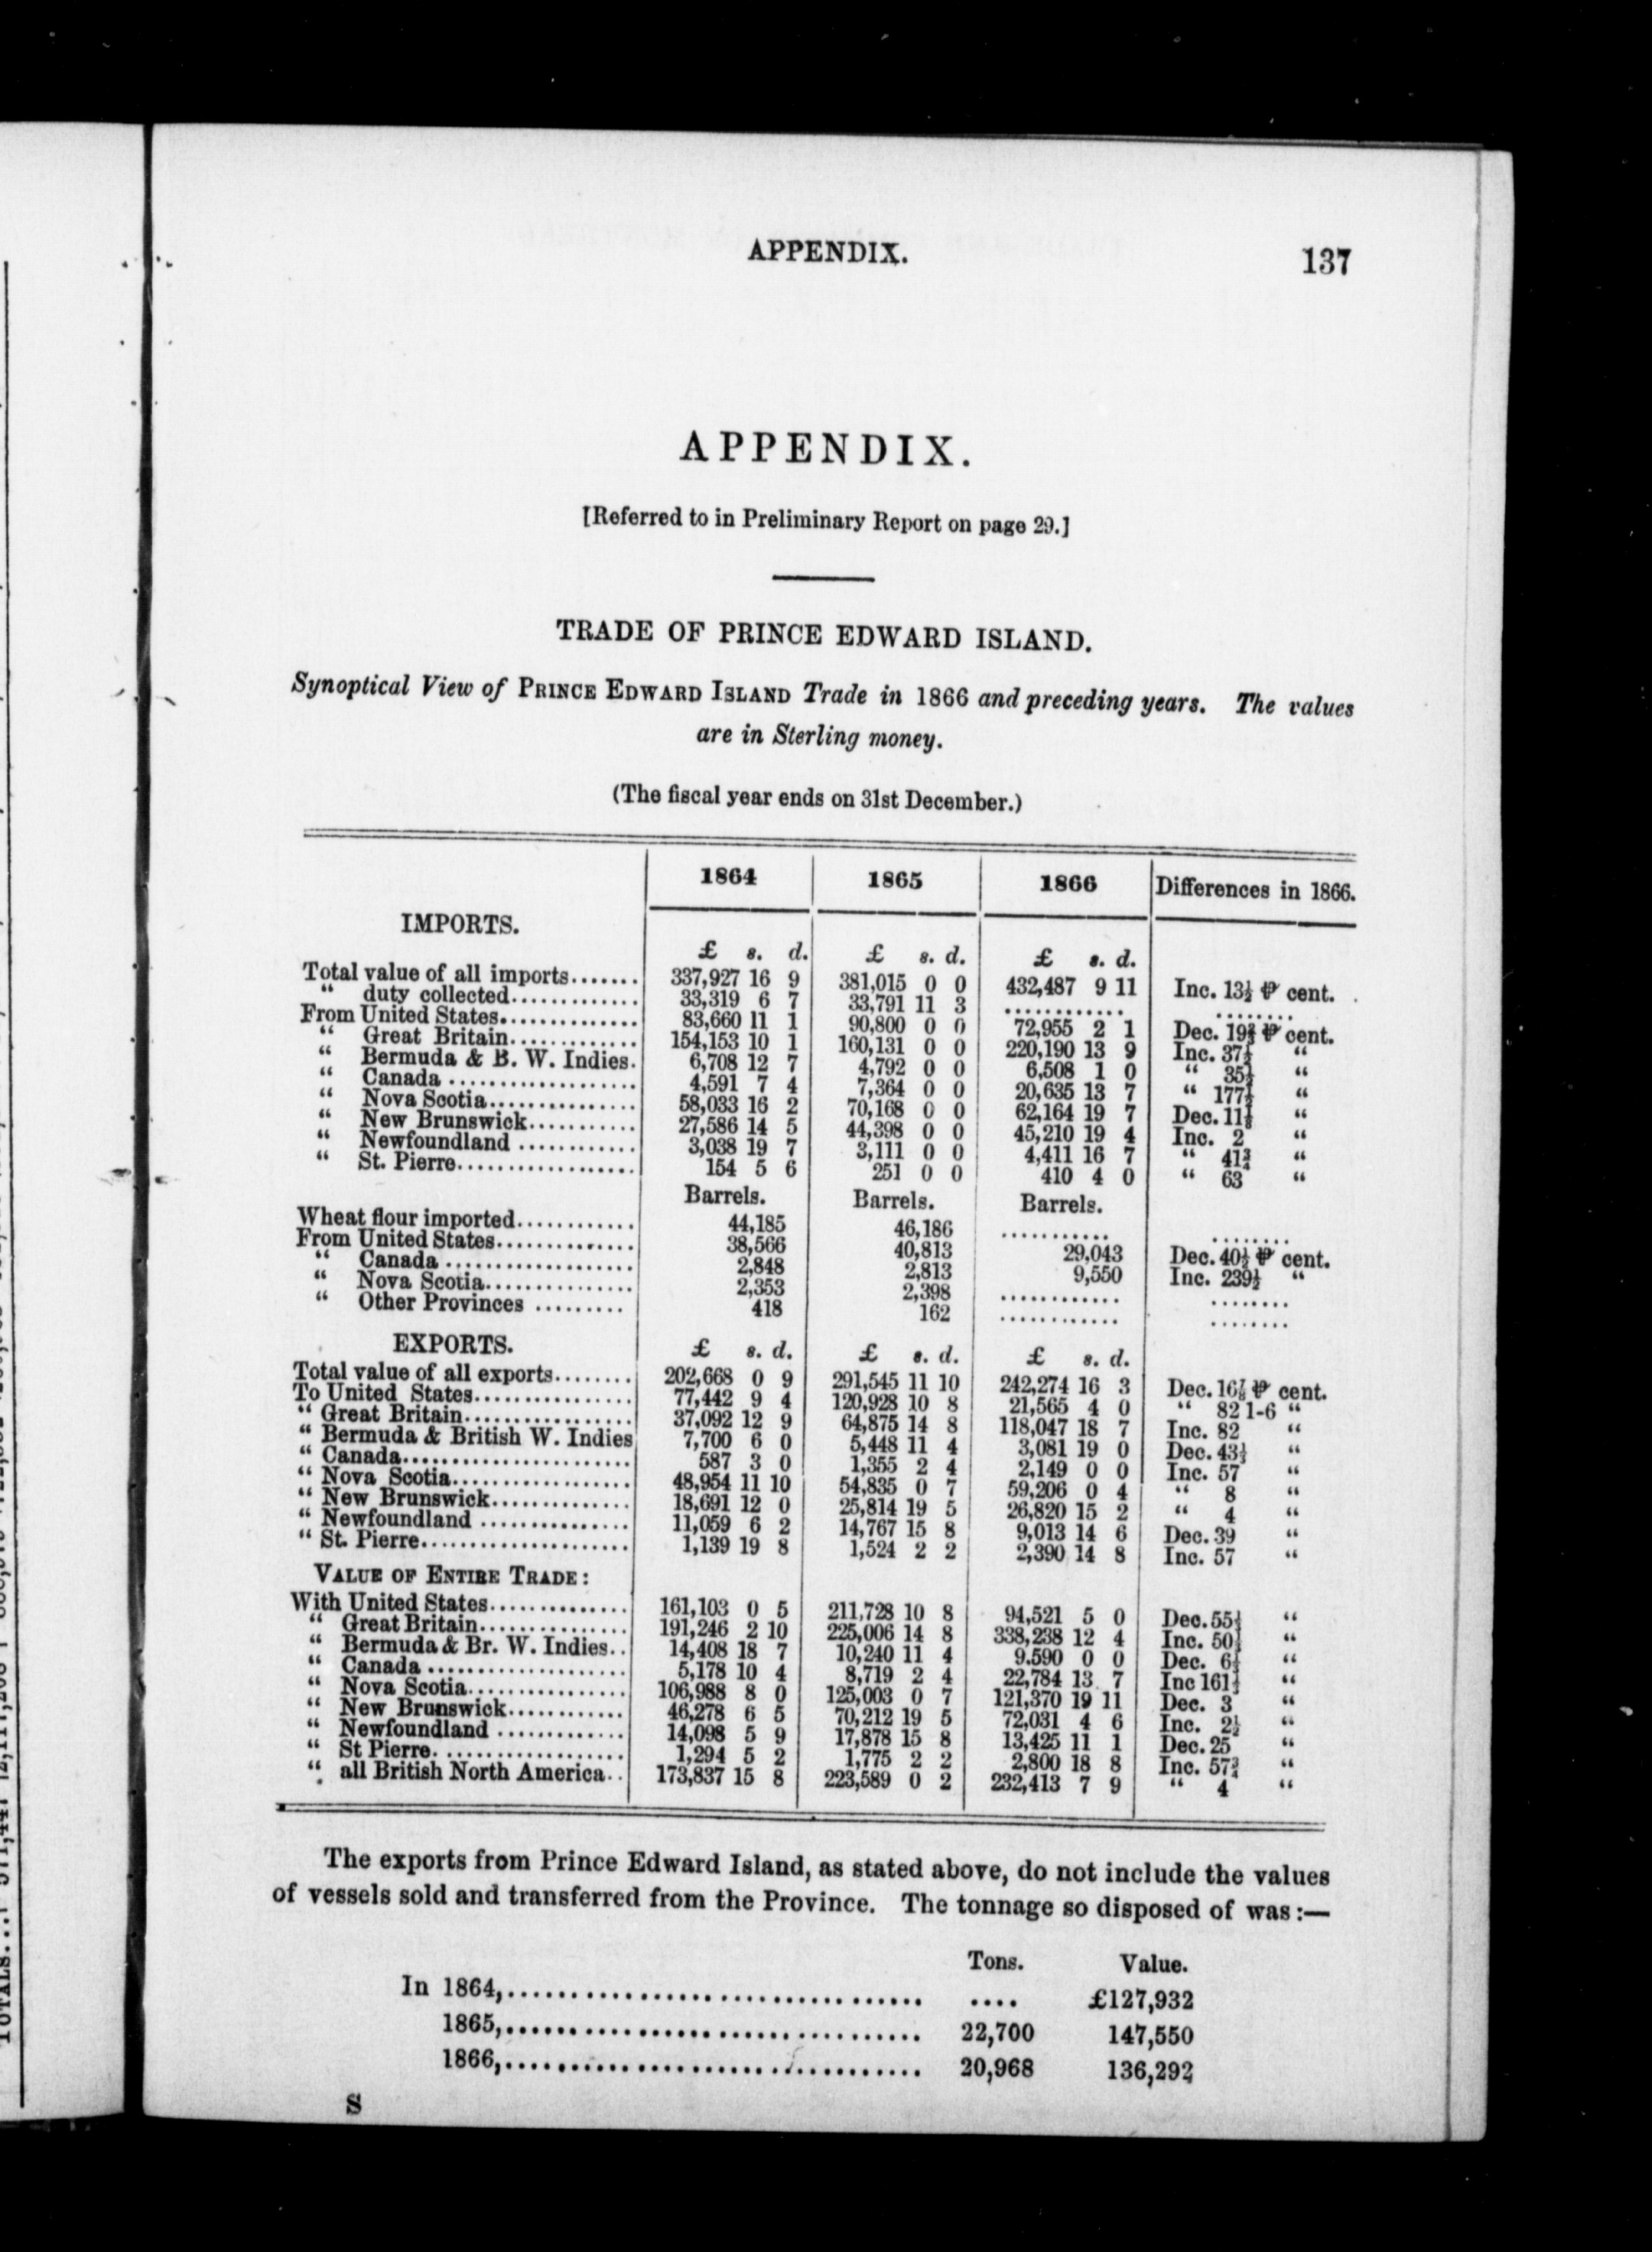 APPENDIX. 137
APPENDIX.
[Referred to in Preliminary Report on page 29.]
TRADE OF PRINCE EDWARD ISLAND.
Synoptical View of PRINCE EDWARD ISLAND Trade in 1866 and preceding years. The values
are in Sterling money.
(The fiscal year ends on 31st December.)
1864 1865 1866 Differences in 1866.
IMPORTS.
£ s. d. £ s. d. £ s. d.
Total value of all imports....... 337,927 16 9 381,015 0 0 432,487 9 11 Inc. 13½ ⅌ cent.
“ duty collected............. 33,319 6 7 33,791 11 3 ............ ........
From United States.............. 83,660 11 1 90,800 0 0 72,955 2 1 Dec. 19¾ ⅌ cent.
“ Great Britain............. 154,153 10 1 160,131 0 0 220,190 13 9 Inc. 37½ “
“ Bermuda & B. W. Indies. 6,708 12 7 4,792 0 0 6,508 1 0 “ 35½ “
“ Canada ................... 4,591 7 4 7,364 0 0 20,635 13 7 “ 177½ “
“ Nova Scotia............... 58,033 16 2 70,168 0 0 62,164 19 7 Dec. 11⅜ “
“ New Brunswick........... 27,586 14 5 44,398 0 0 45,210 19 4 Inc. 2 “
“ Newfoundland ............ 3,038 19 7 3,111 0 0 4,411 16 7 “ 41¾ “
“ St. Pierre.................. 154 5 6 251 0 0 410 4 0 “ 63 “
Barrels. Barrels. Barrels.
Wheat flour imported............ 44,185 46,186 ........... ........
From United States.............. 38,566 40,813 29,043 Dec. 40½ ⅌ cent.
“ Canada ................... 2,848 2,813 9,550 Inc. 239½ “
“ Nova Scotia............... 2,353 2,398 ............ ........
“ Other Provinces ......... 418 162 ............ ........
EXPORTS. £ s. d. £ s. d. £ s. d.
Total value of all exports........ 202,668 0 9 291,545 11 10 242,274 16 3 Dec. 16⅞ ⅌ cent.
To United States................ 77,442 9 4 120,928 10 8 21,565 4 0 “ 82 1-6 “
“ Great Britain................. 37,092 12 9 64,875 14 8 118,047 18 7 Inc. 82 “
“ Bermuda & British W. Indies 7,700 6 0 5,448 11 4 3,081 19 0 Dec. 43½ “
“ Canada....................... 587 3 0 1,355 2 4 2,149 0 0 Inc. 57 “
“ Nova Scotia.................. 48,954 11 10 54,835 0 7 59,206 0 4 “ 8 “
“ New Brunswick.............. 18,691 12 0 25,814 19 5 26,820 15 2 “ 4 “
“ Newfoundland ............... 11,059 6 2 14,767 15 8 9,013 14 6 Dec. 39 “
“ St. Pierre..................... 1,139 19 8 1,524 2 2 2,390 14 8 Inc. 57 “
VALUE OF ENTIRE TRADE:
With United States.............. 161,103 0 5 211,728 10 8 94,521 5 0 Dec. 55 “
“ Great Britain............... 191,246 2 10 225,006 14 8 338,238 12 4 Inc. 50 “
“ Bermuda & Br. W. Indies.. 14,408 18 7 10,240 11 4 9.590 0 0 Dec. 6 “
“ Canada .................... 5,178 10 4 8,719 2 4 22,784 13 7 Inc 161 “
“ Nova Scotia................ 106,988 8 0 125,003 0 7 121,370 19 11 Dec. 3 “
“ New Brunswick............ 46,278 6 5 70,212 19 5 72,031 4 6 Inc. 2½ “
“ Newfoundland ............. 14,098 5 9 17,878 15 8 13,425 11 1 Dec. 25 “
“ St Pierre.................... 1,294 5 2 1,775 2 2 2,800 18 8 Inc. 57¾ “
“ all British North America.. 173,837 15 8 223,589 0 2 232,413 7 9 “ 4 “
The exports from Prince Edward Island, as stated above, do not include the values
of vessels sold and transferred from the Province. The tonnage so disposed of was:—
Tons. Value.
In 1864,................................. .... £127,932
1865,................................. 22,700 147,550
1866,................................. 20,968 136,292
S